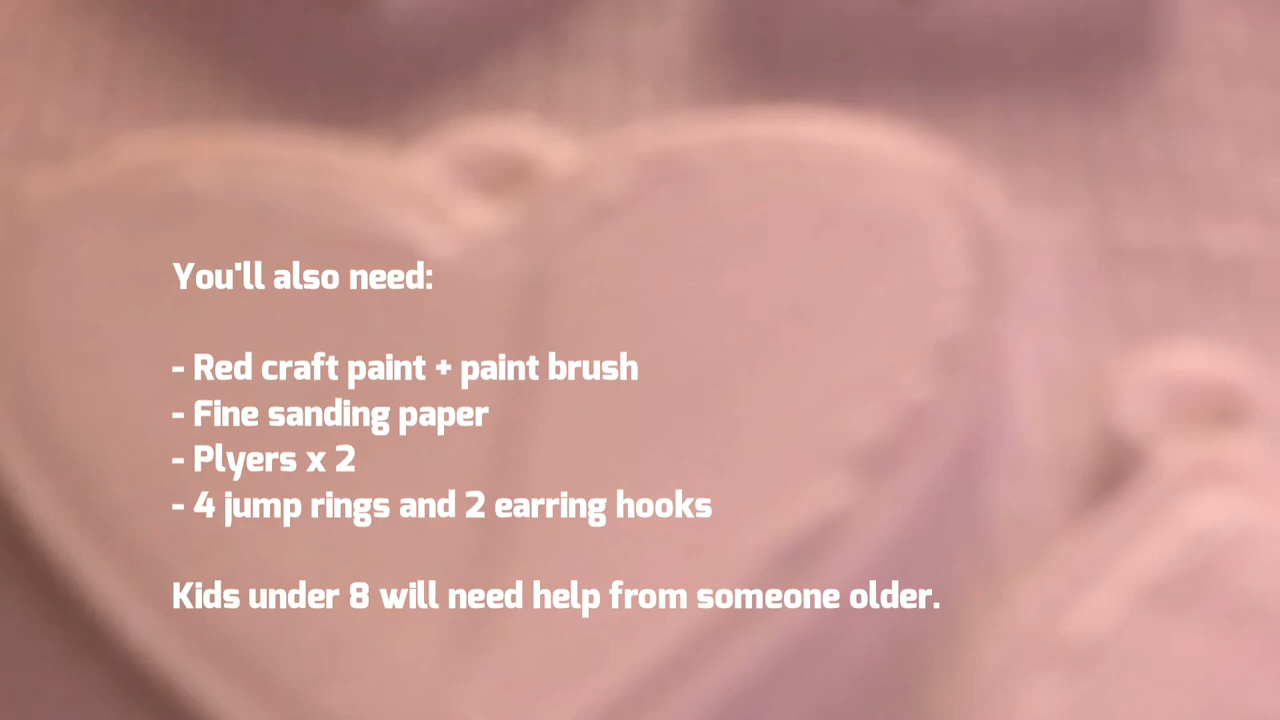 You'll also need:
- Red craft paint + paint brush
- Fine sanding paper
- Plyers x 2
- 4 jump rings and 2 earring hooks
Kids under 8 will need help from someone older.